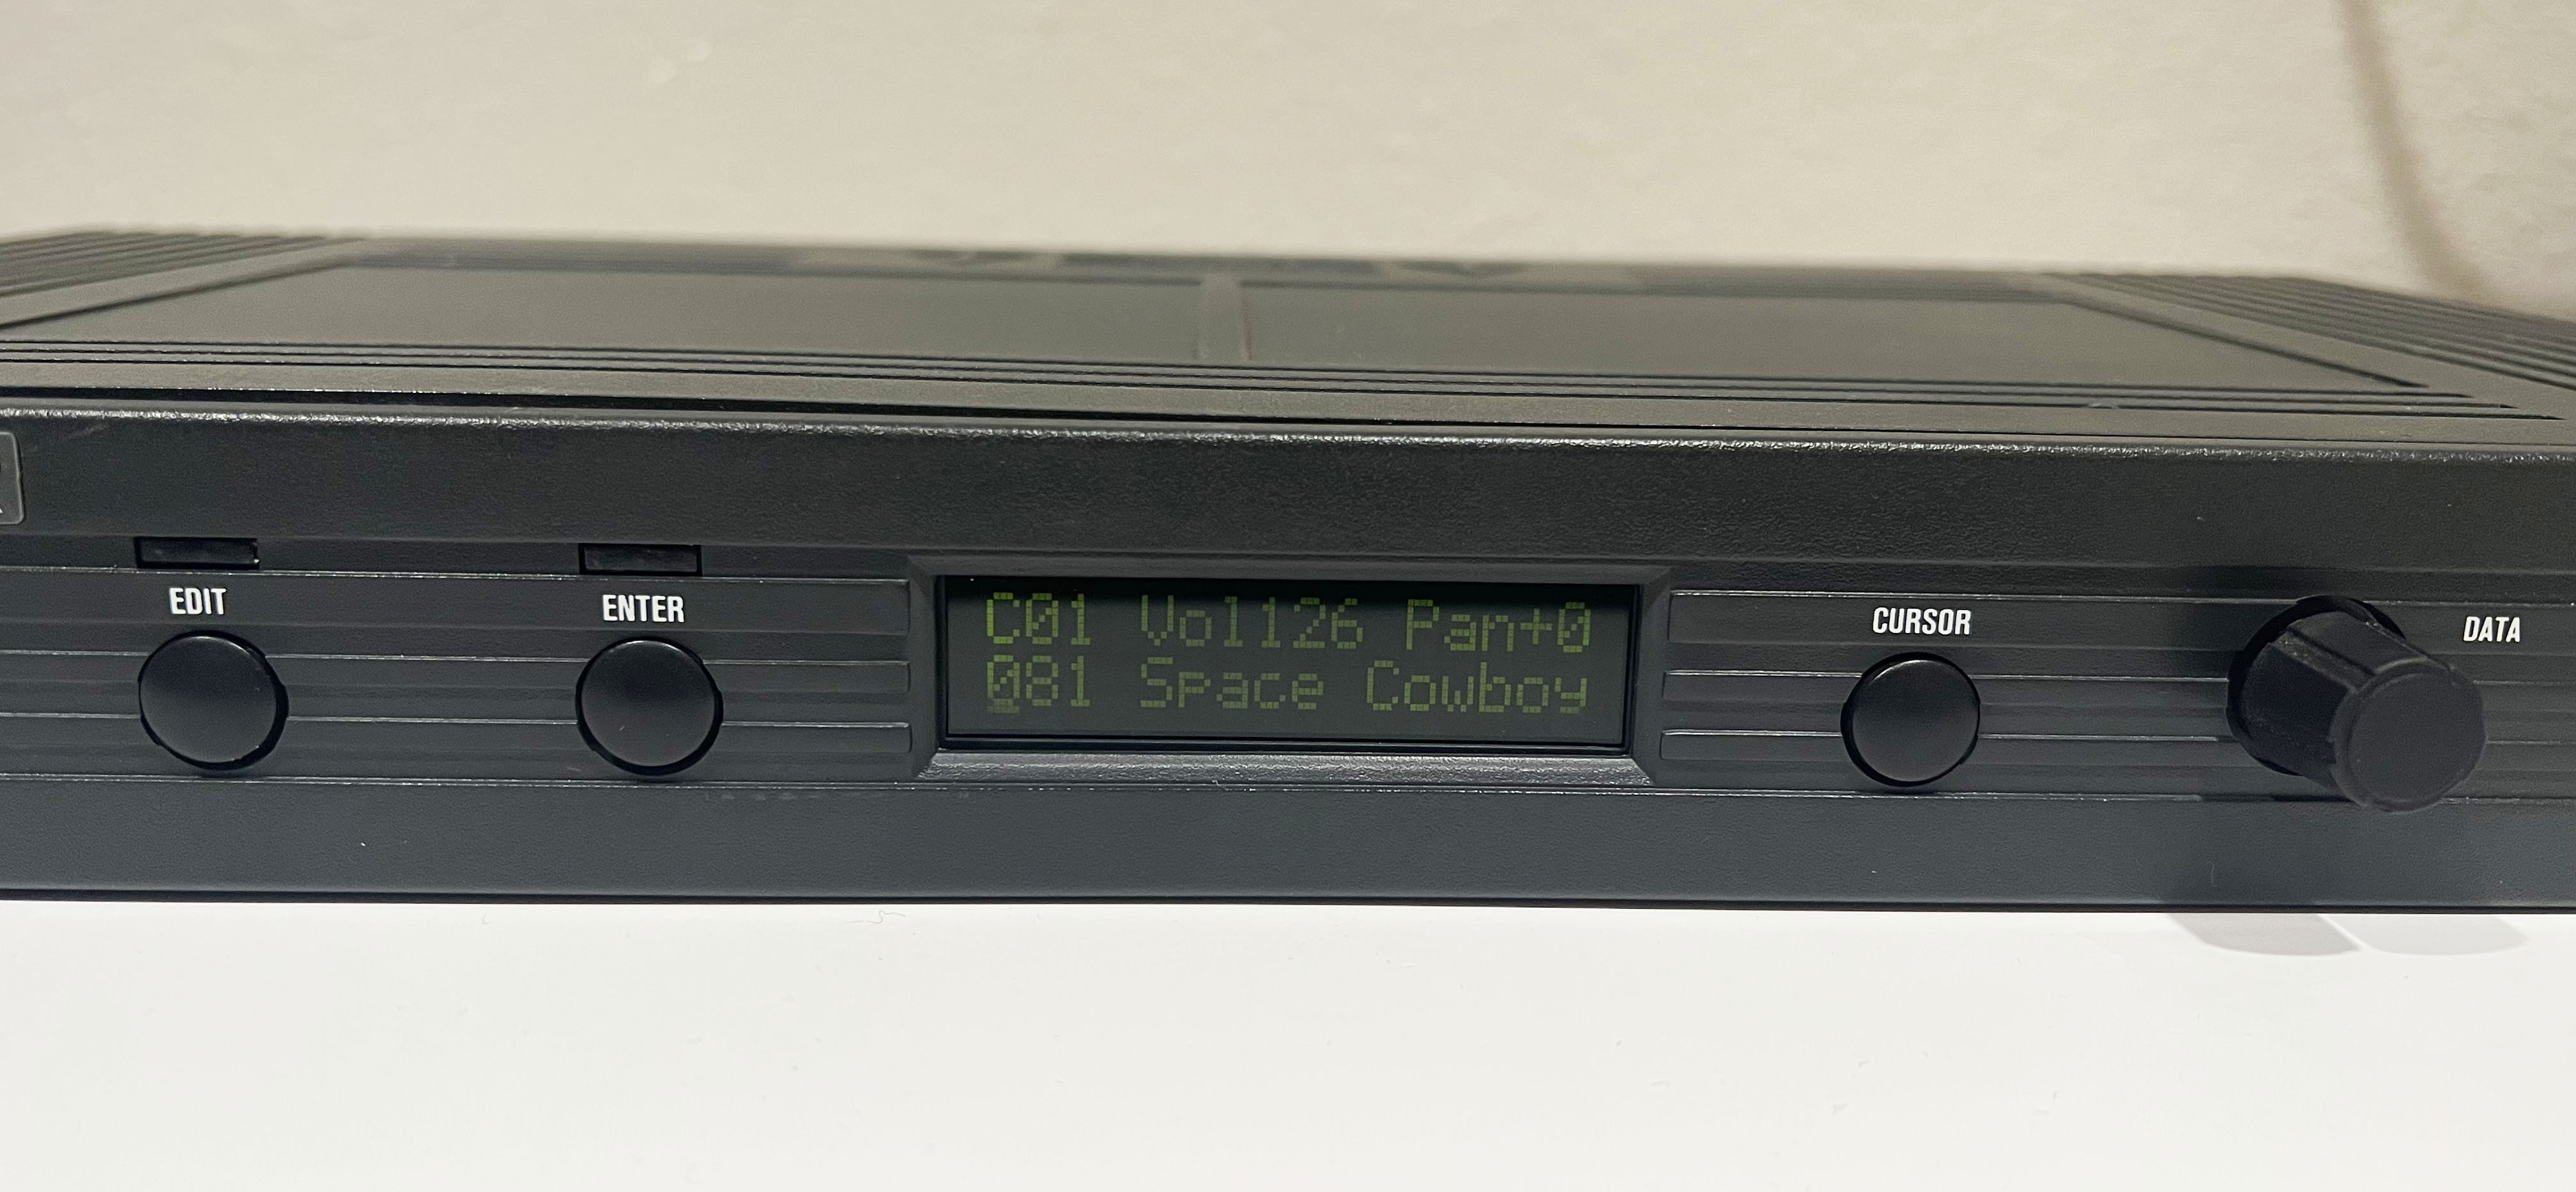 EDIT
ENTER
C01 Vol126 Pan+0
081 Space Cowboy
CURSOR
DATA